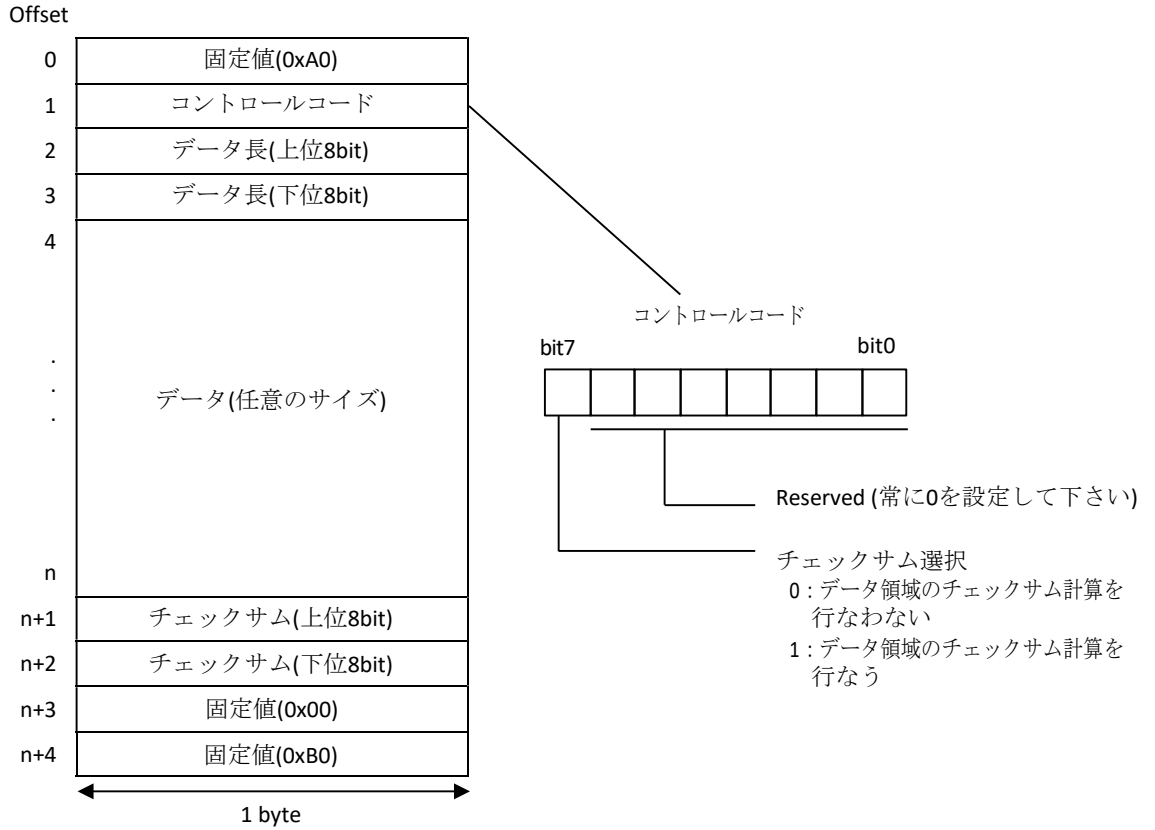 Offset
0
固定値(0xA0)
1
コントロールコード
2
データ長(上位8bit)
3
データ長(下位8bit)
4
.
.
.
データ(任意のサイズ)
n
n+1
チェックサム(上位8bit)
n+2
チェックサム(下位8bit)
n+3
固定値(0x00)
n+4
固定値(0xB0)
1 byte
コントロールコード
bit7
bit0
Reserved (常に0を設定して下さい)
チェックサム選択
0 : データ領域のチェックサム計算を
行なわない
1 : データ領域のチェックサム計算を
行なう